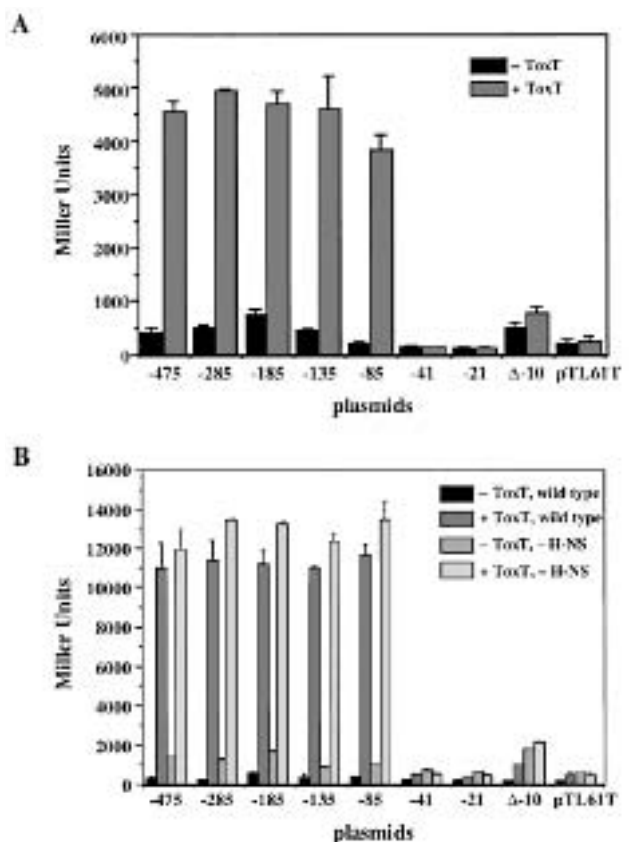 A
6000
5000
4000
3000
2000
1000
0
Miller Units
– ToxT
+ ToxT
-475 -285 -185 -135 -85 -41 -21 Δ-10 pTL61T
plasmids
B
16000
14000
12000
10000
8000
6000
4000
2000
0
Miller Units
– ToxT, wild type
+ ToxT, wild type
– ToxT, – H-NS
+ ToxT, – H-NS
-475 -285 -185 -135 -85 -41 -21 Δ-10 pTL61T
plasmids